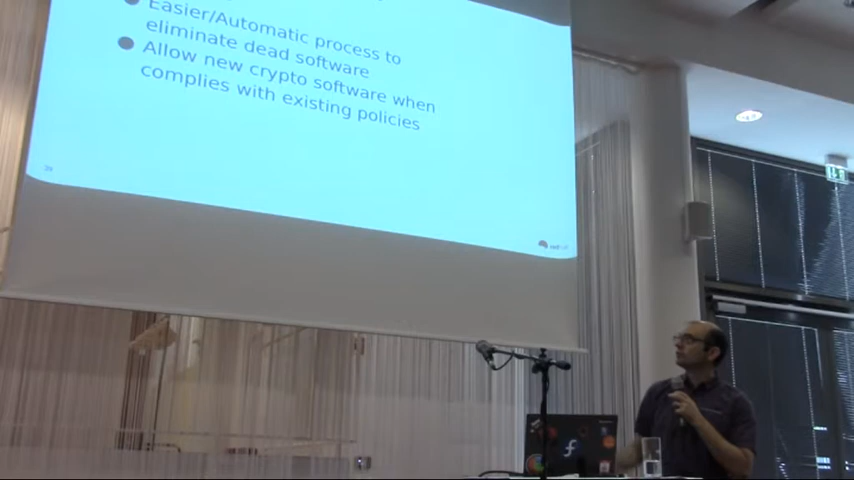 Easier/Automatic process to
eliminate dead software
Allow new crypto software when
complies with existing policies